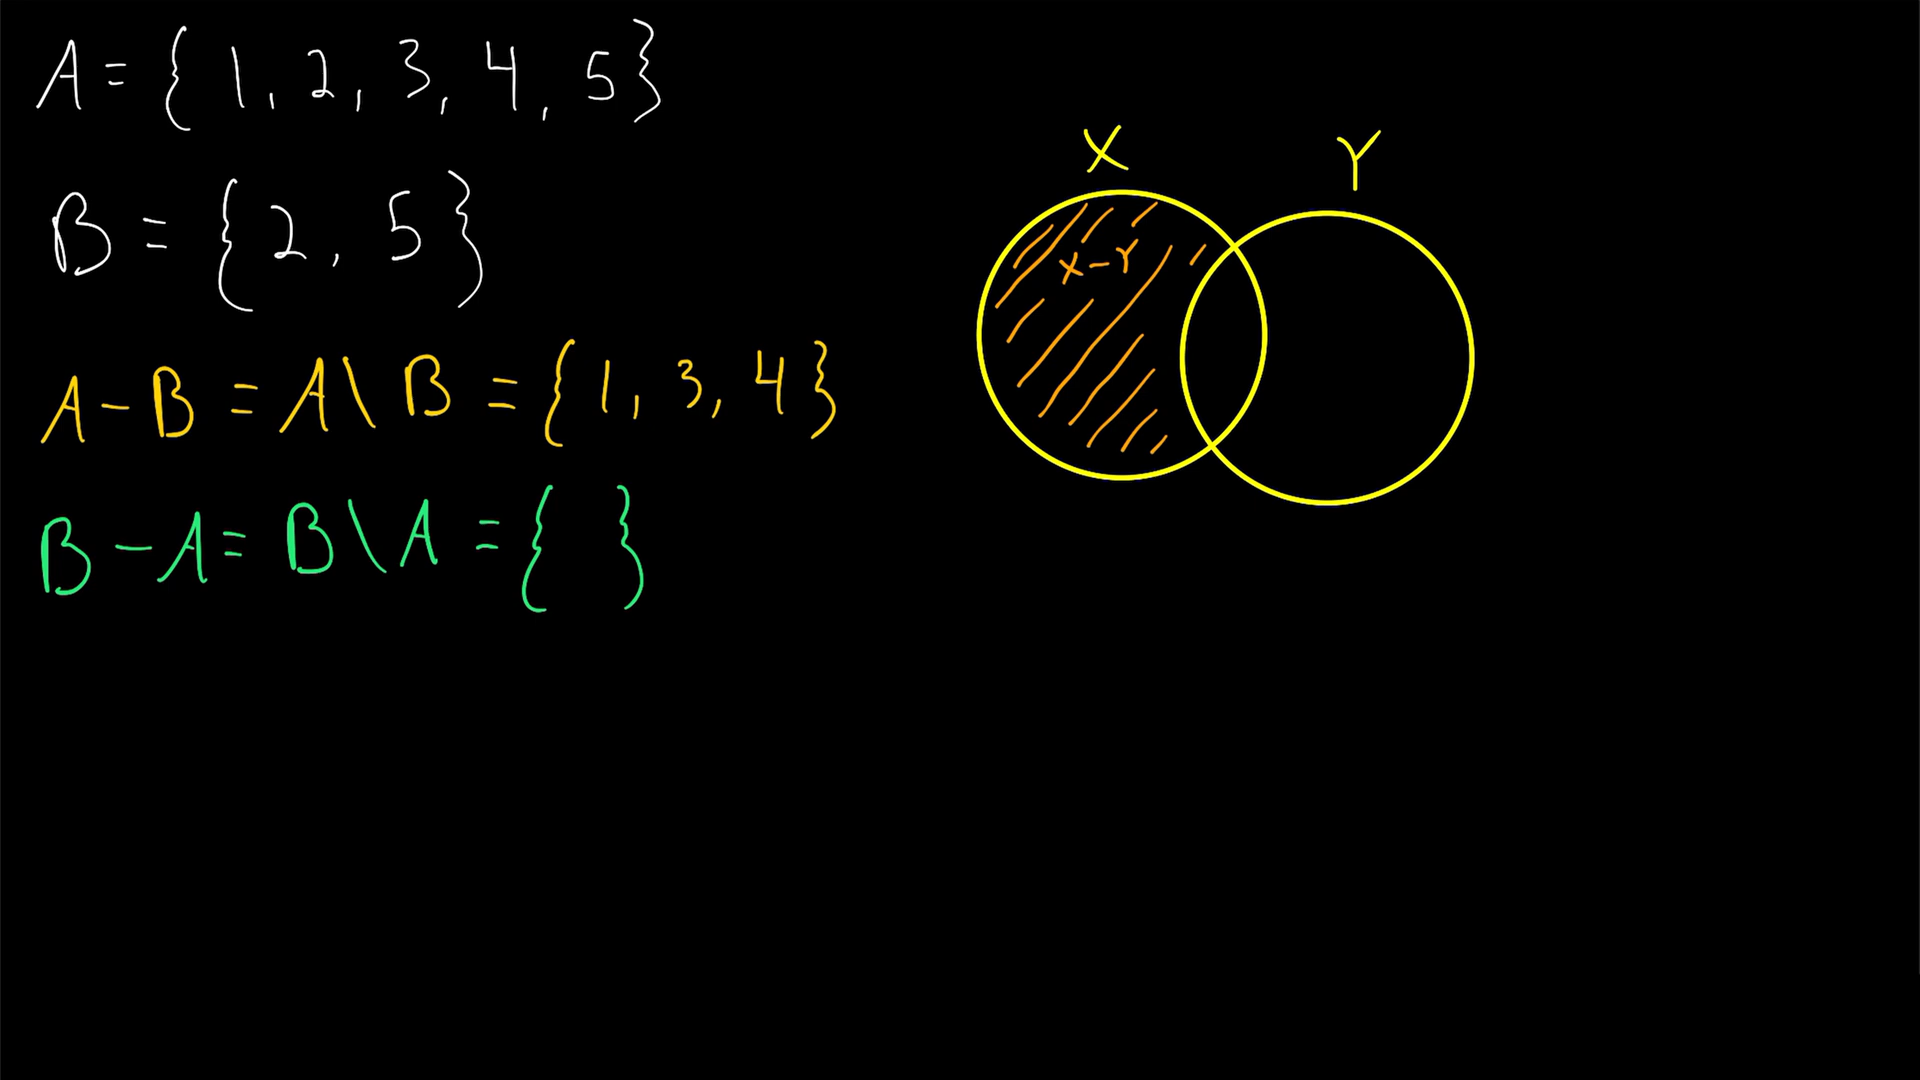 A = { 1, 2, 3, 4, 5 }
B = { 2, 5 }
A - B = A \ B = { 1, 3, 4 }
B - A = B \ A = { }
X
Y
X - Y